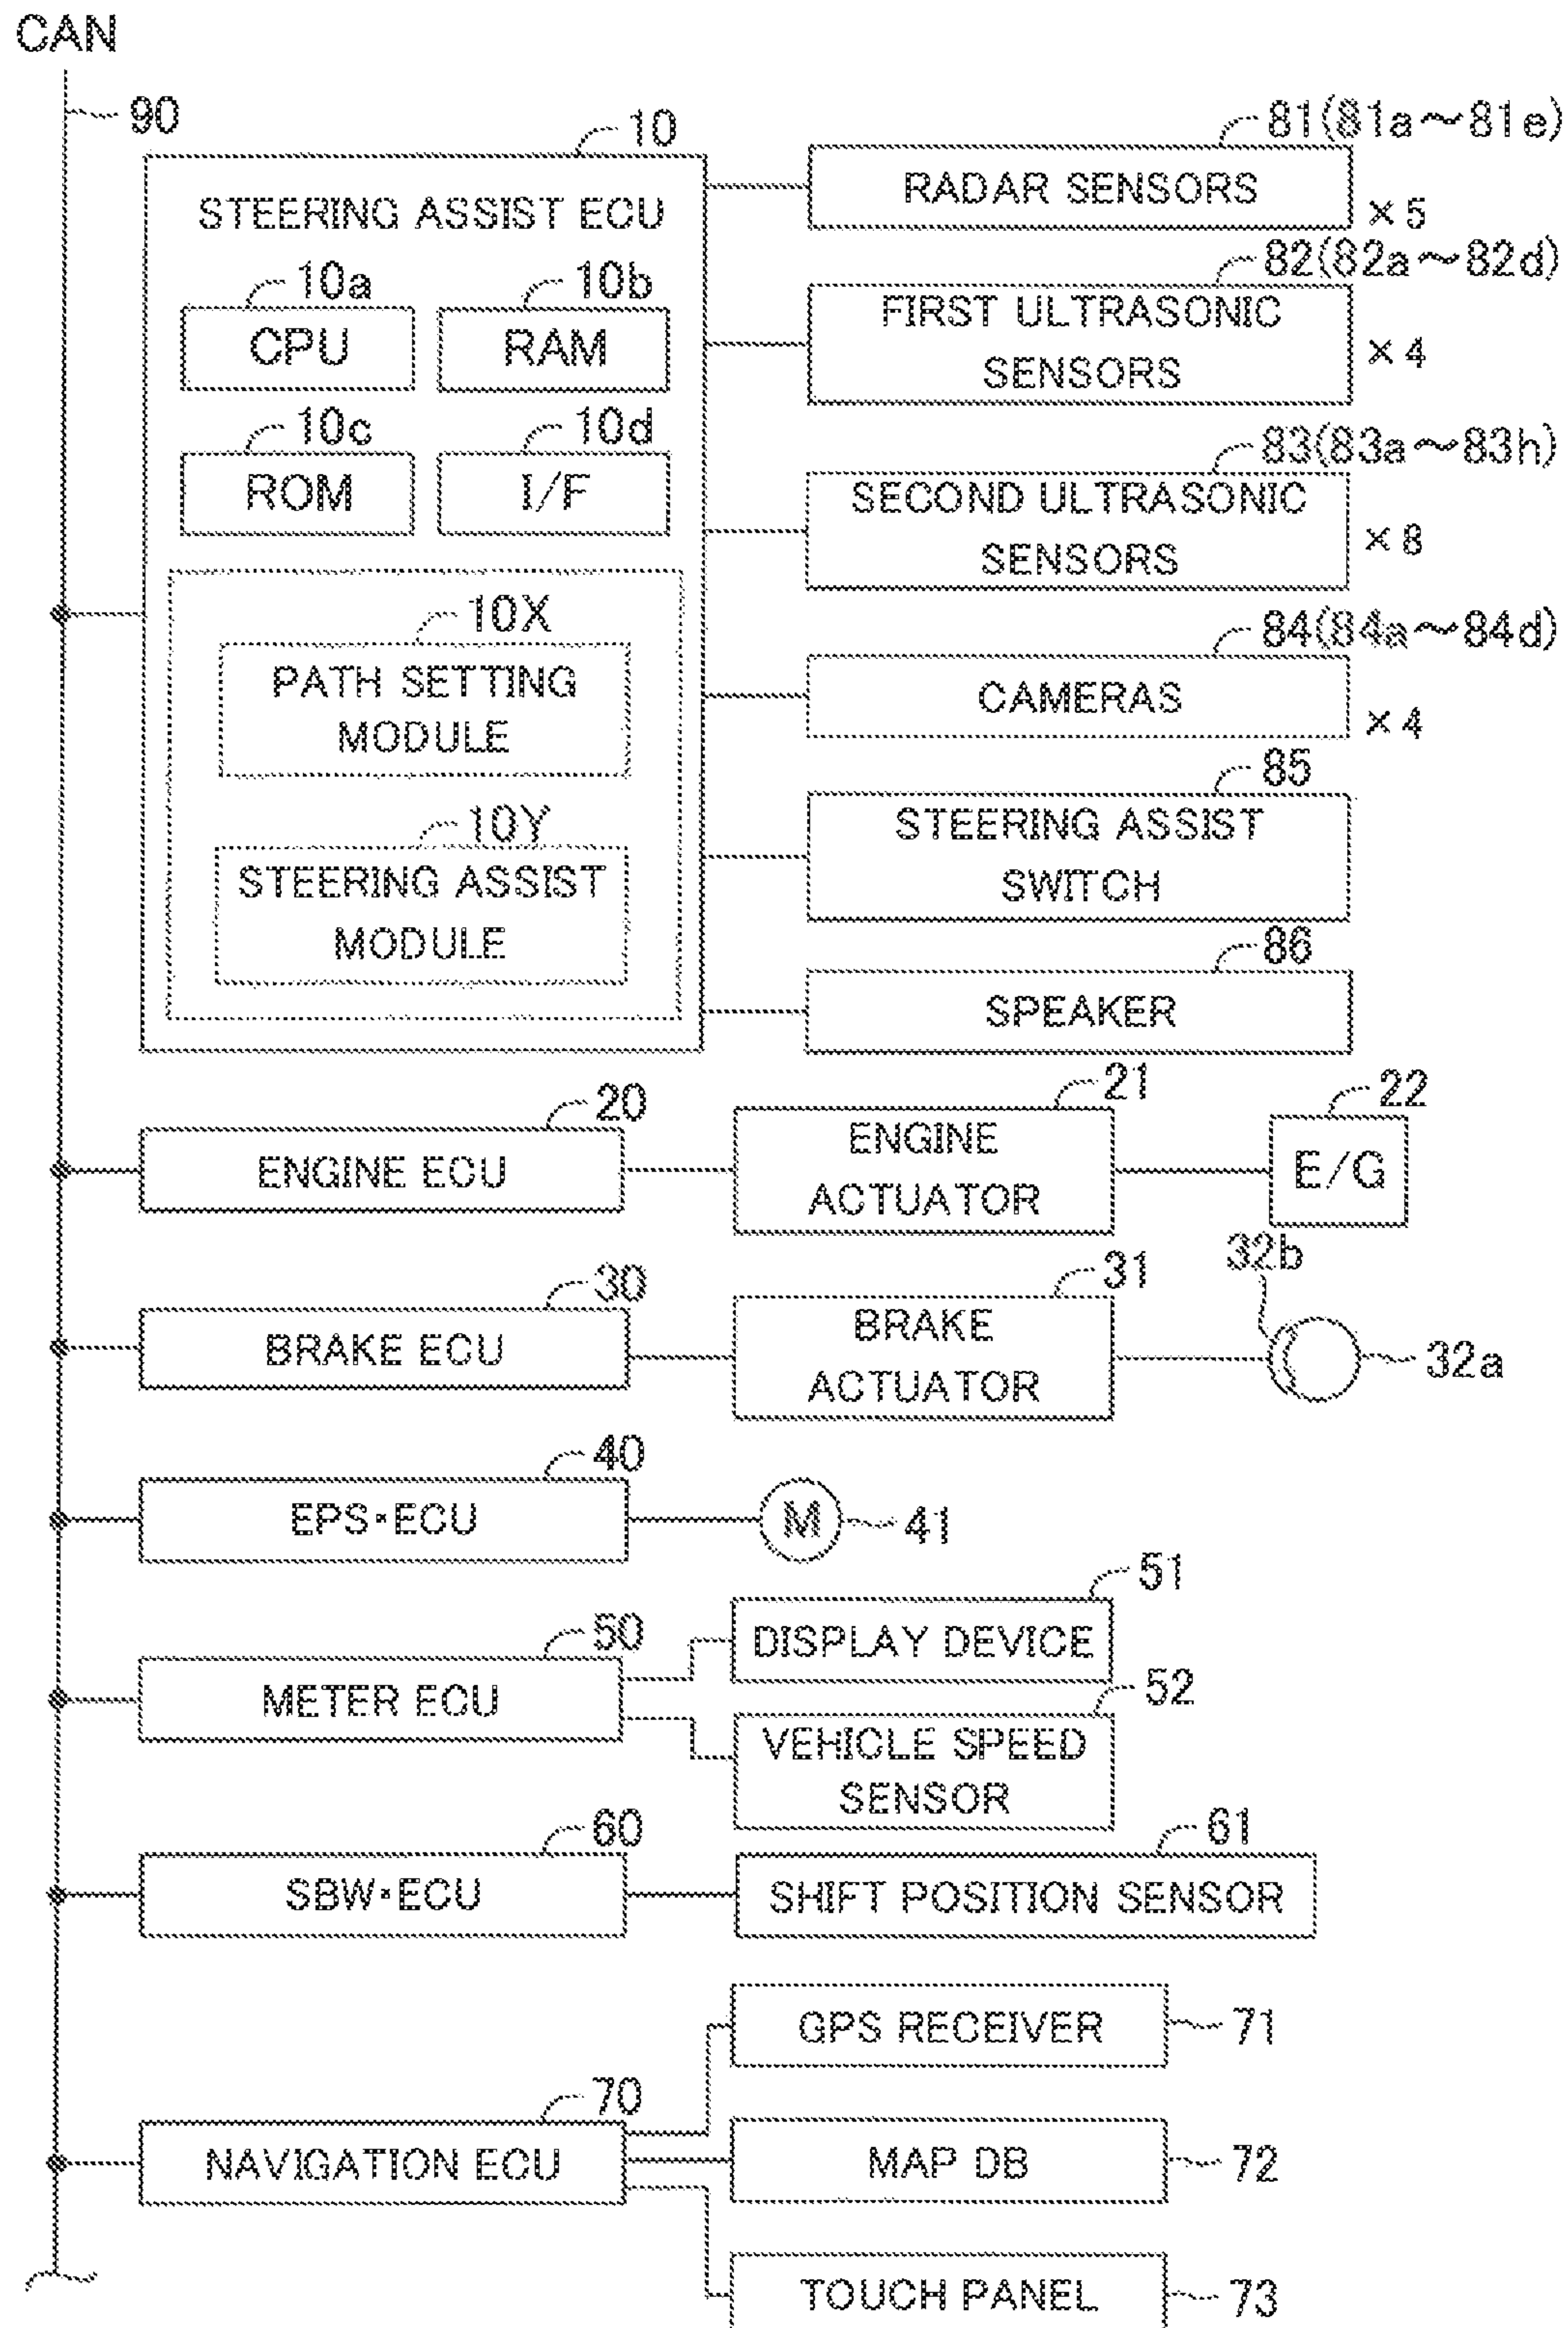 CAN
90
10
STEERING ASSIST ECU
10a
CPU
10b
RAM
10c
ROM
10d
I/F
10X
PATH SETTING
MODULE
10Y
STEERING ASSIST
MODULE
81(81a～81e)
RADAR SENSORS
×5
82(82a～82d)
FIRST ULTRASONIC
SENSORS
×4
83(83a～83h)
SECOND ULTRASONIC
SENSORS
×8
84(84a～84d)
CAMERAS
×4
85
STEERING ASSIST
SWITCH
86
SPEAKER
20
ENGINE ECU
21
ENGINE
ACTUATOR
22
E/G
30
BRAKE ECU
31
BRAKE
ACTUATOR
32b
32a
40
EPS･ECU
M
41
50
METER ECU
51
DISPLAY DEVICE
52
VEHICLE SPEED
SENSOR
60
SBW･ECU
61
SHIFT POSITION SENSOR
70
NAVIGATION ECU
GPS RECEIVER
71
MAP DB
72
TOUCH PANEL
73